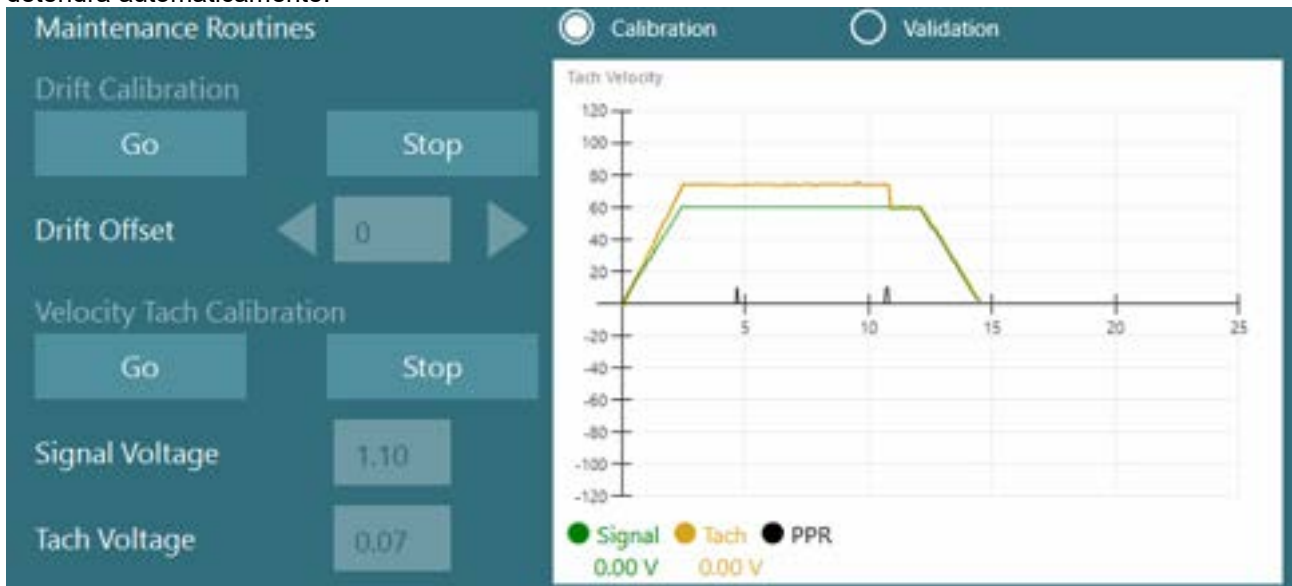 detendrá automáticamente.
Maintenance Routines
Calibration
Validation
Drift Calibration
Go
Stop
Drift Offset
0
Velocity Tach Calibration
Go
Stop
Signal Voltage
1.10
Tach Voltage
0.07
Tach Velocity
120
100
80
60
40
20
-20
-40
-60
-80
-100
-120
5
10
15
20
25
Signal
Tach
PPR
0.00 V
0.00 V